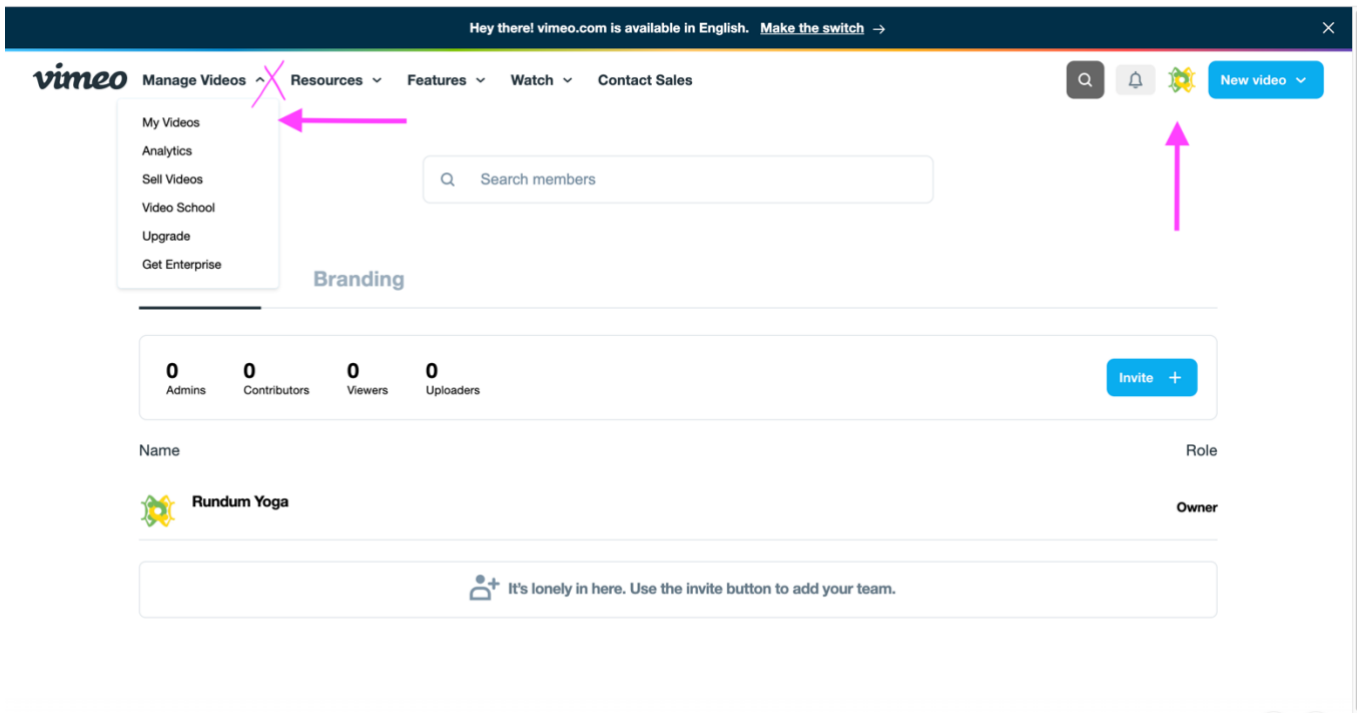 Hey there! vimeo.com is available in English. Make the switch →
vimeo Manage Videos Resources Features Watch Contact Sales New video
My Videos
Analytics
Search members
Sell Videos
Video School
Upgrade
Get Enterprise
Branding
0 0 0 0
Admins Contributors Viewers Uploaders
Invite +
Name Role
Rundum Yoga
Owner
It's lonely in here. Use the invite button to add your team.